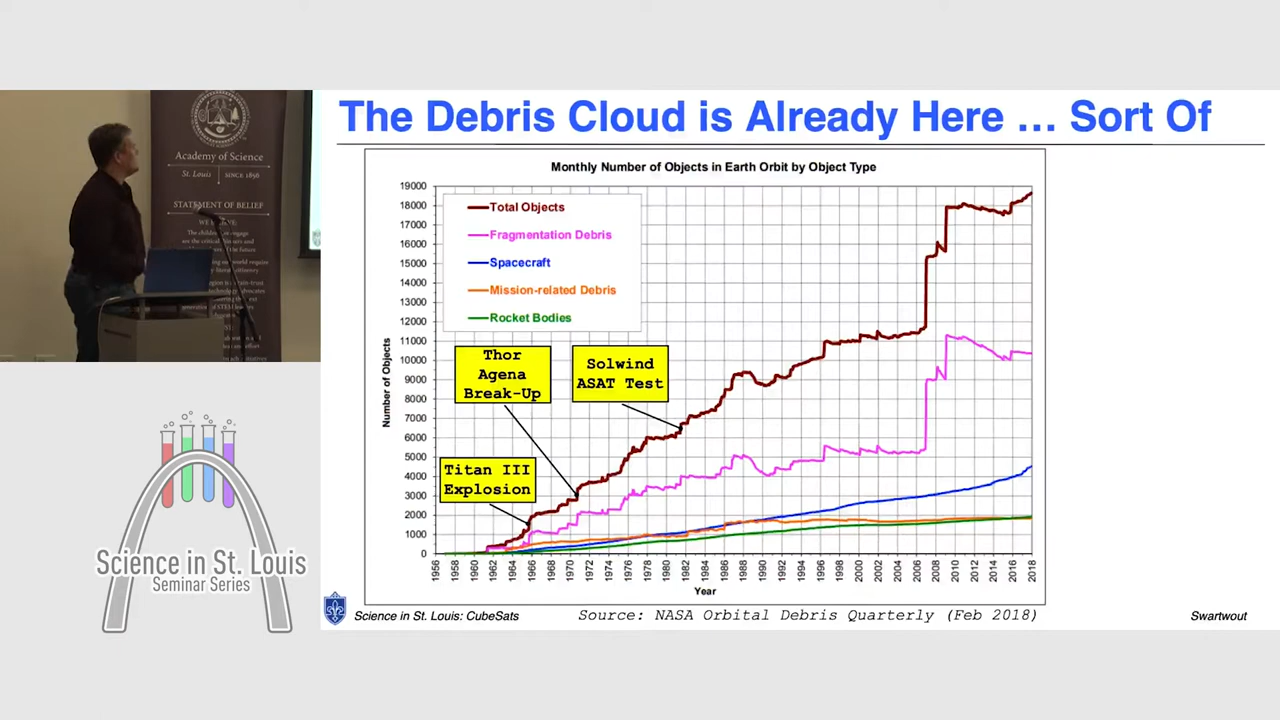 The Debris Cloud is Already Here … Sort Of
Academy of Science
St. Louis SINCE 1856
STATEMENT OF BELIEF
Monthly Number of Objects in Earth Orbit by Object Type
Total Objects
Fragmentation Debris
Spacecraft
Mission-related Debris
Rocket Bodies
Thor
Agena
Break-Up
Solwind
ASAT Test
Titan III
Explosion
Number of Objects
19000
18000
17000
16000
15000
14000
13000
12000
11000
10000
9000
8000
7000
6000
5000
4000
3000
2000
1000
0
1956 1958 1960 1962 1964 1966 1968 1970 1972 1974 1976 1978 1980 1982 1984 1986 1988 1990 1992 1994 1996 1998 2000 2002 2004 2006 2008 2010 2012 2014 2016 2018
Year
Science in St. Louis
Seminar Series
Science in St. Louis: CubeSats
Source: NASA Orbital Debris Quarterly (Feb 2018)
Swartwout